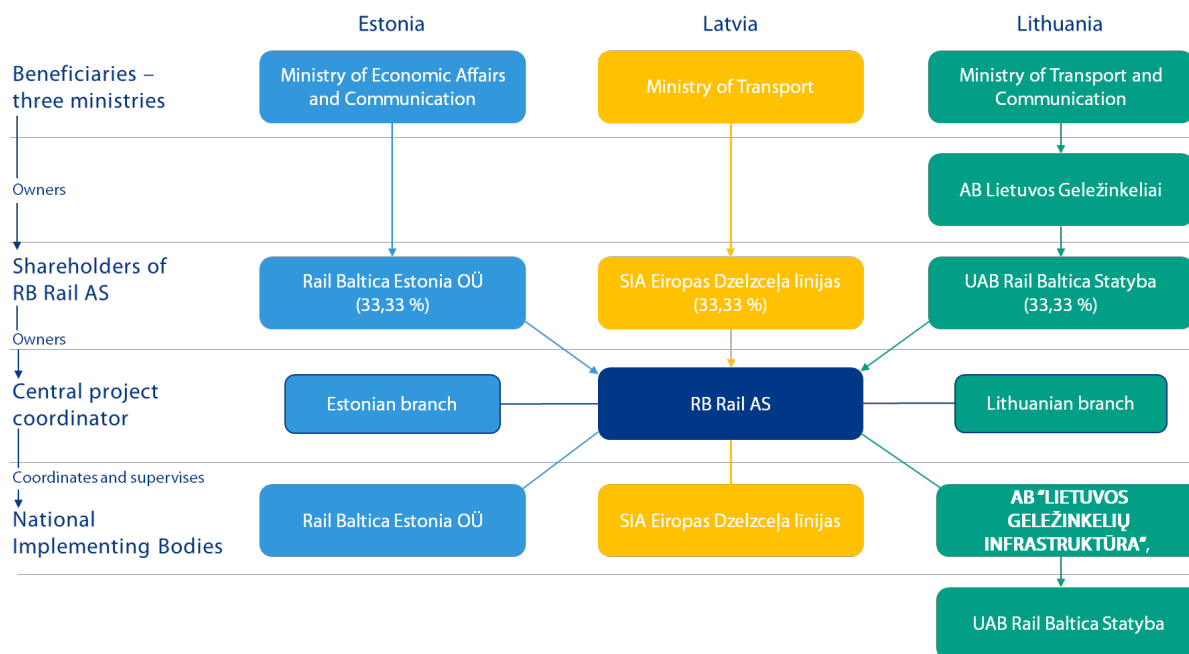 Estonia
Latvia
Lithuania
Beneficiaries –
three ministries
Ministry of Economic Affairs
and Communication
Ministry of Transport
Ministry of Transport and
Communication
Owners
AB Lietuvos Geležinkeliai
Shareholders of
RB Rail AS
Rail Baltica Estonia OÜ
(33,33 %)
SIA Eiropas Dzelzceļa līnijas
(33,33 %)
UAB Rail Baltica Statyba
(33,33 %)
Owners
Central project
coordinator
Estonian branch
RB Rail AS
Lithuanian branch
Coordinates and supervises
National
Implementing Bodies
Rail Baltica Estonia OÜ
SIA Eiropas Dzelzceļa līnijas
AB “LIETUVOS
GELEŽINKELIŲ
INFRASTRUKTŪRA”,
UAB Rail Baltica Statyba